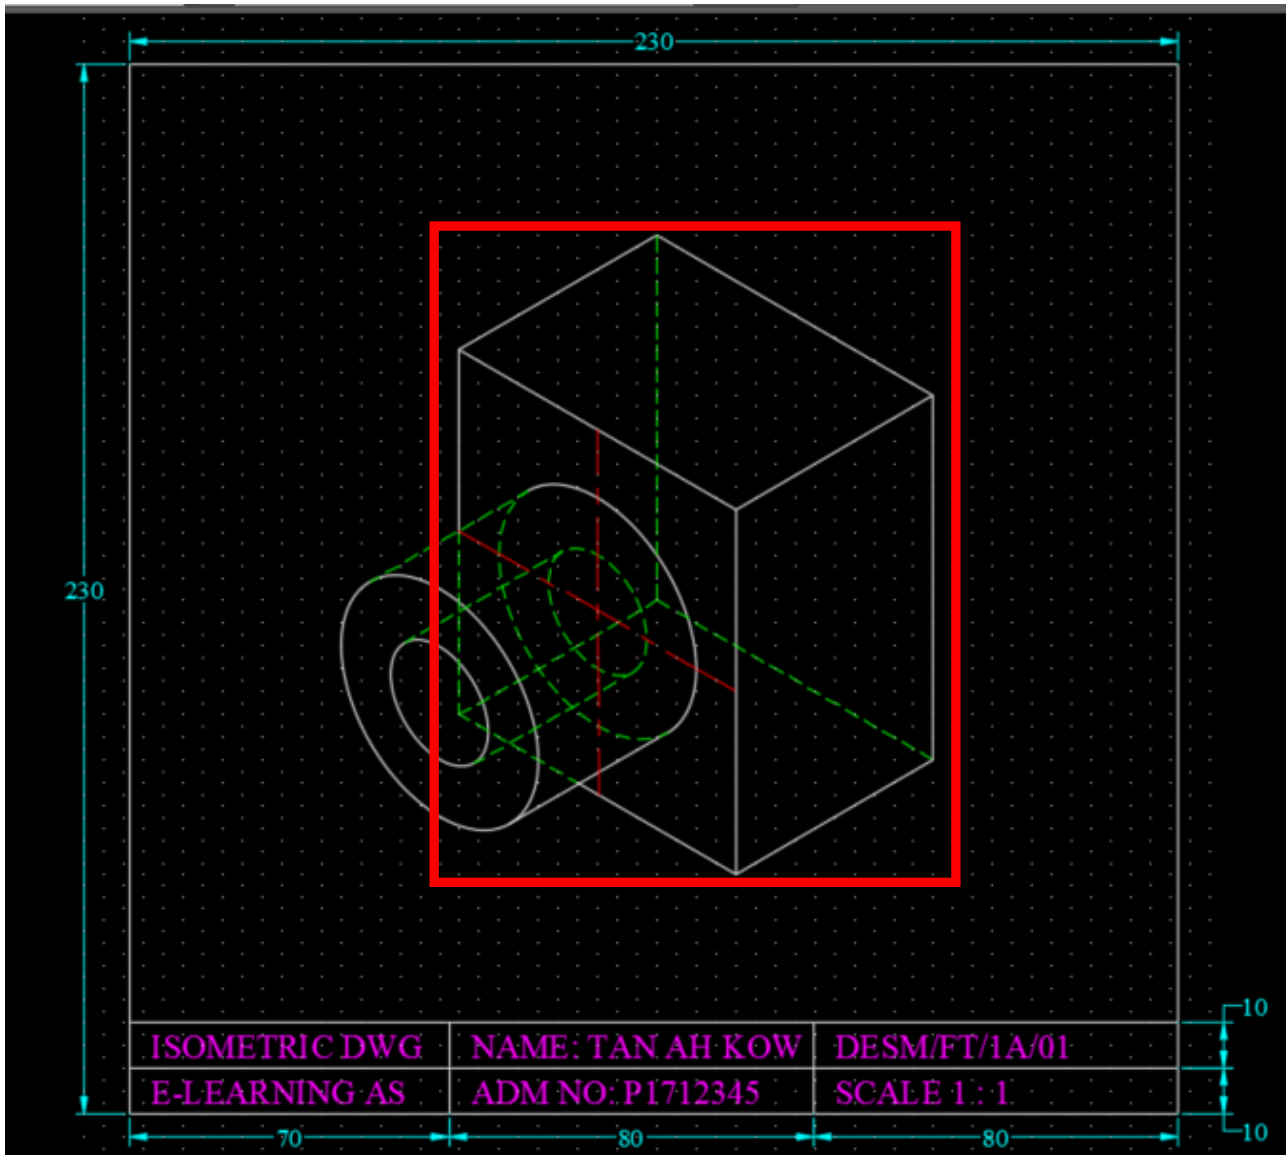 230
230
10
ISOMETRIC DWG NAME: TAN AH KOW DESM/FT/1A/01
E-LEARNING AS ADM NO: P1712345 SCALE 1 : 1
10
70 80 80